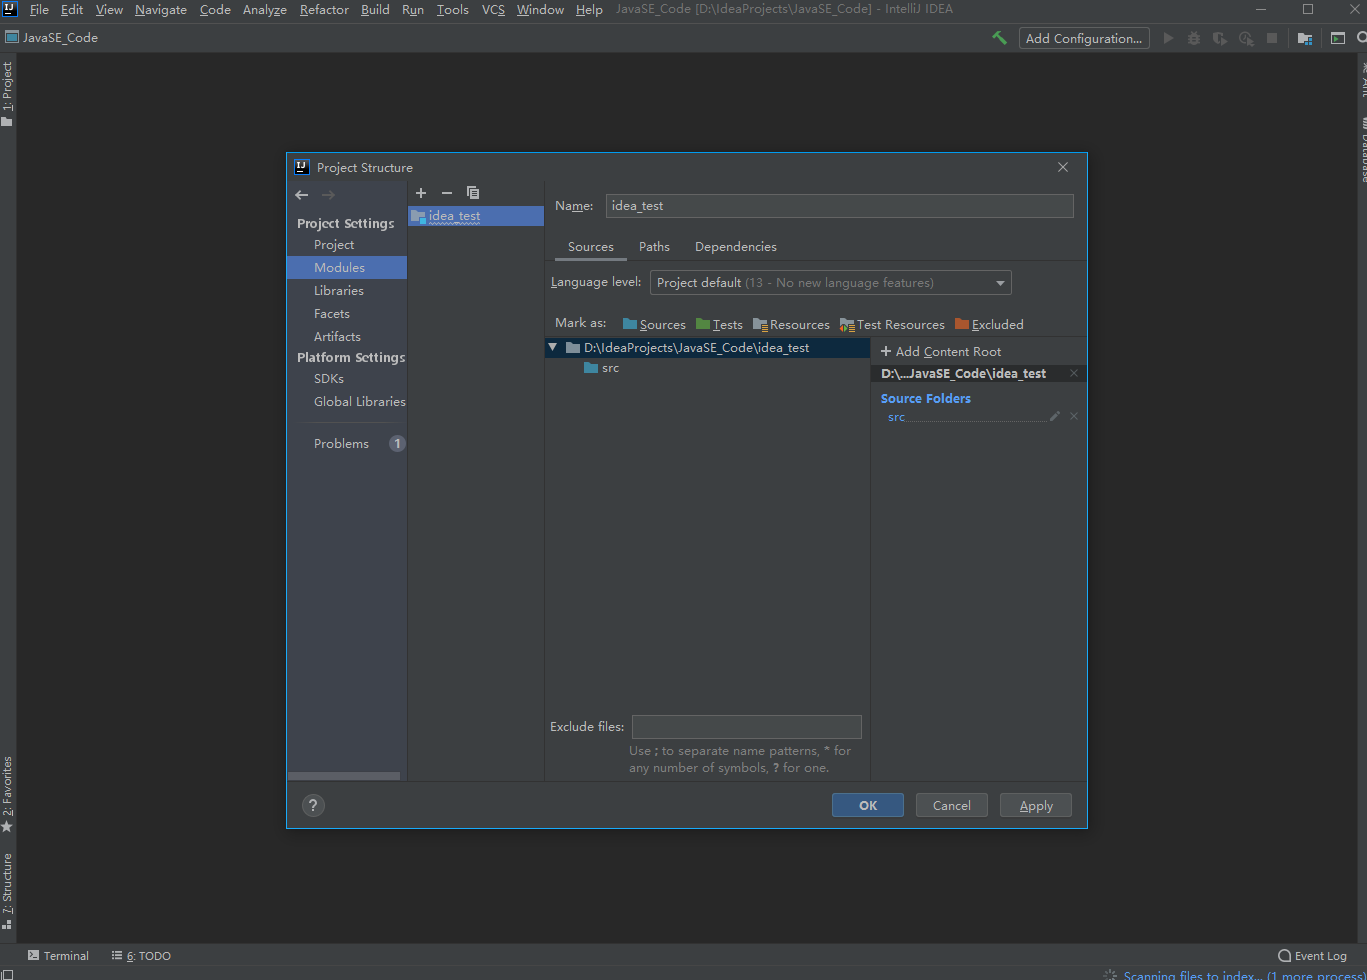 File Edit View Navigate Code Analyze Refactor Build Run Tools VCS Window Help JavaSE_Code [D:\IdeaProjects\JavaSE_Code] - IntelliJ IDEA
JavaSE_Code
Add Configuration...
1: Project
Database
Project Structure
Project Settings
Project
Modules
Libraries
Facets
Artifacts
Platform Settings
SDKs
Global Libraries
Problems 1
idea_test
Name: idea_test
Sources Paths Dependencies
Language level: Project default (13 - No new language features)
Mark as: Sources Tests Resources Test Resources Excluded
D:\IdeaProjects\JavaSE_Code\idea_test
src
+ Add Content Root
D:\...JavaSE_Code\idea_test
Source Folders
src
Exclude files:
Use ; to separate name patterns, * for
any number of symbols, ? for one.
?
OK Cancel Apply
2: Favorites
7: Structure
Terminal 6: TODO Event Log
Scanning files to index... (1 more process)